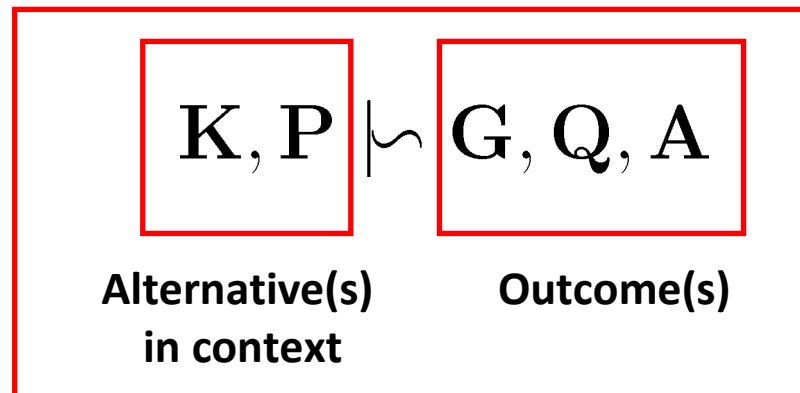 K, P |∽ G, Q, A
Alternative(s) Outcome(s)
in context